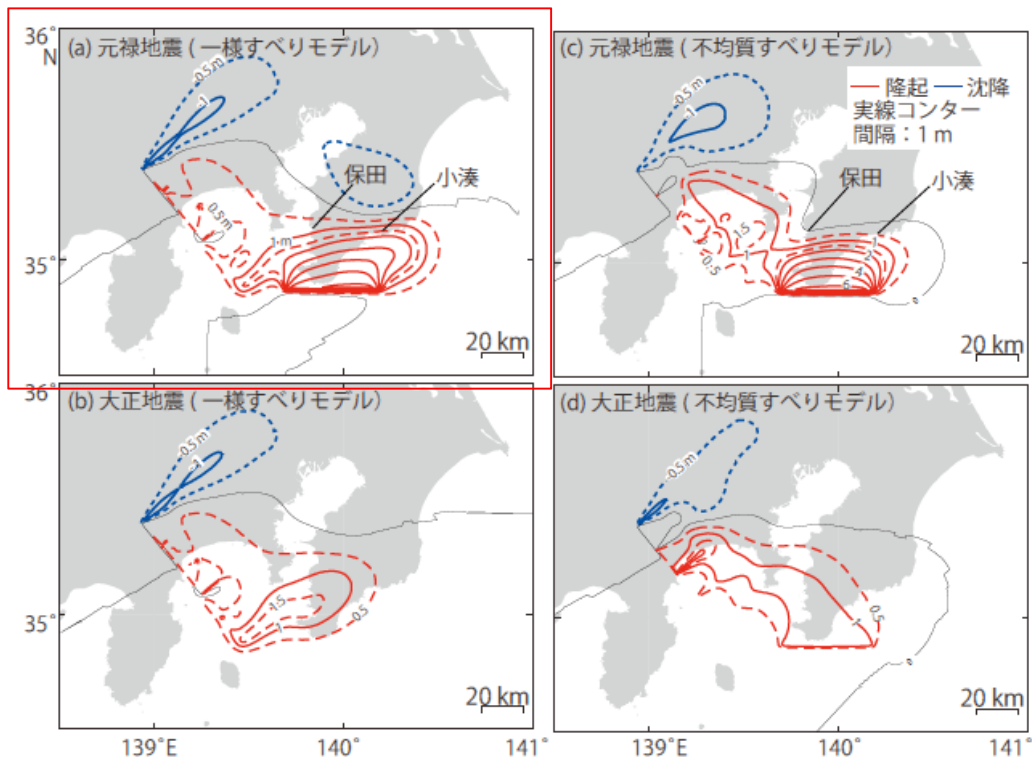 36˚
N
(a) 元禄地震 ( 一様すべりモデル )
-0.5 m
-1
保田
小湊
0.5 m
1 m
35˚
20 km
(c) 元禄地震 ( 不均質すべりモデル )
隆起 沈降
実線コンター
間隔：1 m
-0.5 m
-1
保田
小湊
1.5
1
0.5
1
2
4
6
0
20 km
36˚
(b) 大正地震 ( 一様すべりモデル )
-0.5 m
-1
1.5
1
0.5
35˚
20 km
(d) 大正地震 ( 不均質すべりモデル )
-0.5 m
0.5
1
0
20 km
139˚E
140˚
141˚
139˚E
140˚
141˚